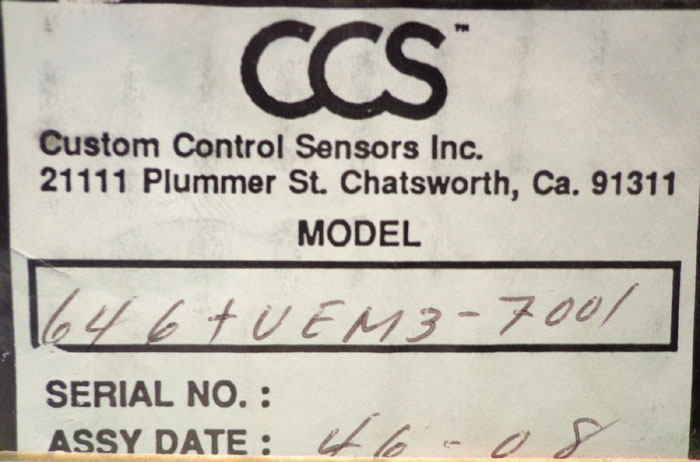 CCS™
Custom Control Sensors Inc.
21111 Plummer St. Chatsworth, Ca. 91311
MODEL
646+UEM3-7001
SERIAL NO. :
ASSY DATE : 46-08